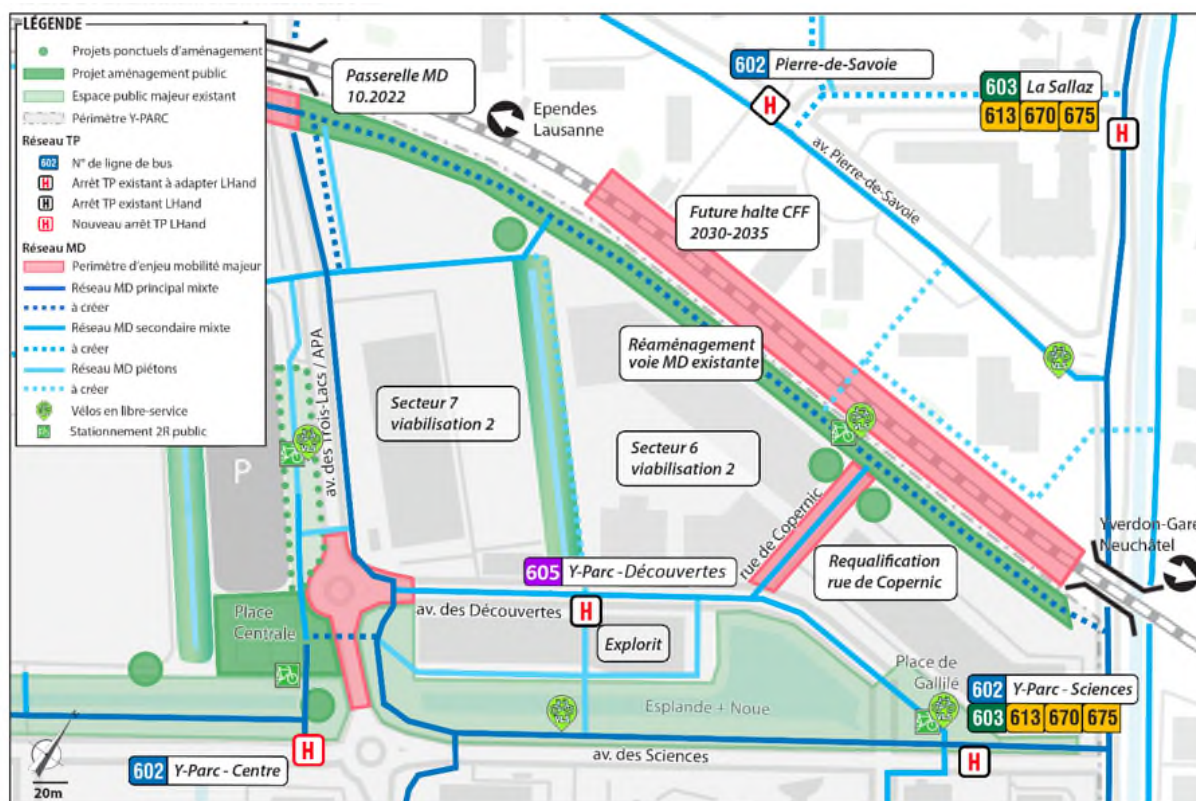 LÉGENDE
Projets ponctuels d'aménagement
Projet aménagement public
Espace public majeur existant
Périmètre Y-PARC
Réseau TP
602 N° de ligne de bus
H Arrêt TP existant à adapter LHand
H Arrêt TP existant LHand
H Nouveau arrêt TP LHand
Réseau MD
Perimètre d'enjeu mobilité majeur
Réseau MD principal mixte
à créer
Réseau MD secondaire mixte
à créer
Réseau MD piétons
à créer
Vélos en libre-service
Stationnement 2R public
Passerelle MD
10.2022
Ependes
Lausanne
602 Pierre-de-Savoie
H
603 La Sallaz
613 670 675
H
av. Pierre-de-Savoie
Future halte CFF
2030-2035
Réaménagement
voie MD existante
av. des Trois-Lacs / APA
Secteur 7
viabilisation 2
Secteur 6
viabilisation 2
P
VLS
VLS
VLS
rue de Copernic
Yverdon-Gare
Neuchâtel
605 Y-Parc - Découvertes
Requalification
rue de Copernic
av. des Découvertes
H
Explorit
Place
Centrale
Place de
Gallilé
602 Y-Parc - Sciences
603 613 670 675
VLS
VLS
Esplande + Noue
av. des Sciences
H
H
602 Y-Parc - Centre
20m